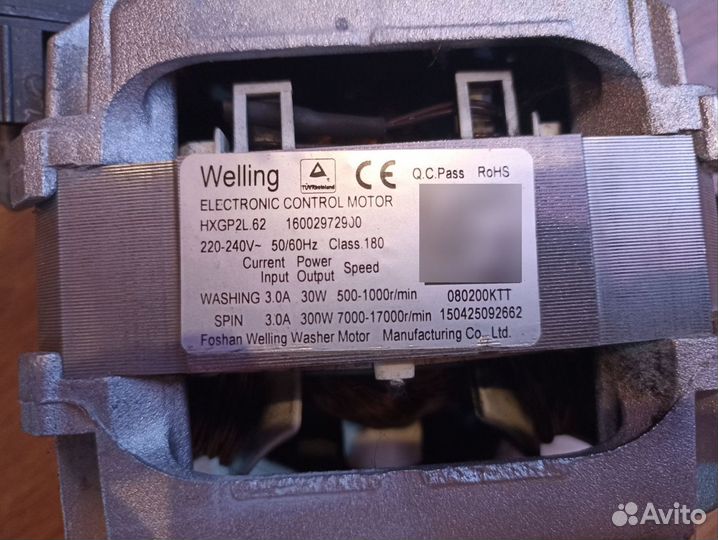 Welling TÜVRheinland CE Q.C.Pass RoHS
ELECTRONIC CONTROL MOTOR
HXGP2L.62 16002972900
220-240V~ 50/60Hz Class.180
Current Power
Input Output Speed
WASHING 3.0A 30W 500-1000r/min 080200KTT
SPIN 3.0A 300W 7000-17000r/min 150425092662
Foshan Welling Washer Motor Manufacturing Co., Ltd.
Avito